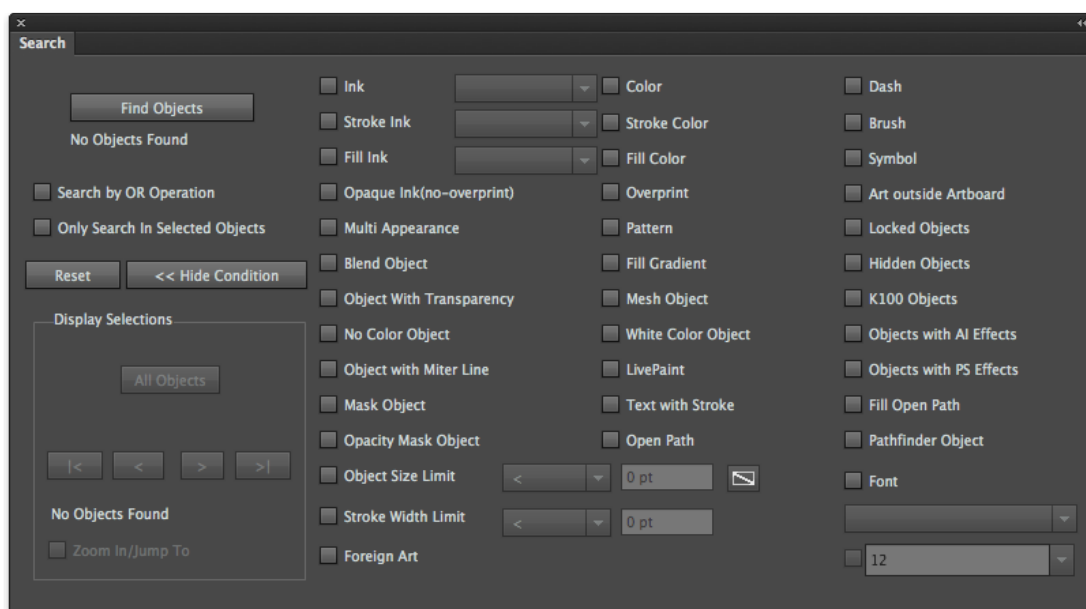 Search
Find Objects
No Objects Found
Search by OR Operation
Only Search In Selected Objects
Reset
<< Hide Condition
Display Selections
All Objects
|<
<
>
>|
No Objects Found
Zoom In/Jump To
Ink
Stroke Ink
Fill Ink
Opaque Ink(no-overprint)
Multi Appearance
Blend Object
Object With Transparency
No Color Object
Object with Miter Line
Mask Object
Opacity Mask Object
Object Size Limit
<
0 pt
Stroke Width Limit
<
0 pt
Foreign Art
Color
Stroke Color
Fill Color
Overprint
Pattern
Fill Gradient
Mesh Object
White Color Object
LivePaint
Text with Stroke
Open Path
Dash
Brush
Symbol
Art outside Artboard
Locked Objects
Hidden Objects
K100 Objects
Objects with AI Effects
Objects with PS Effects
Fill Open Path
Pathfinder Object
Font
12